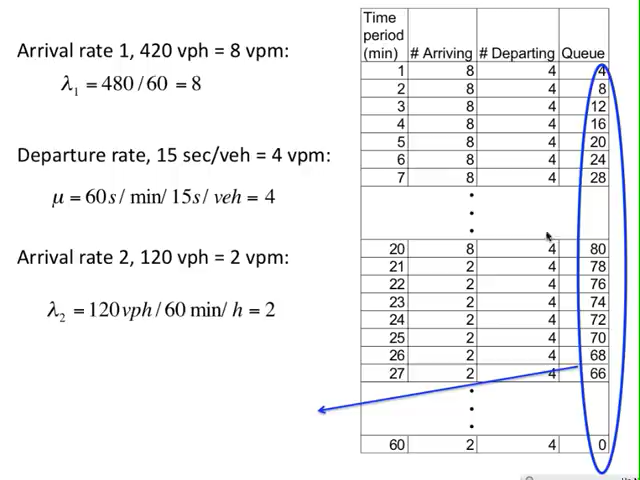 Arrival rate 1, 420 vph = 8 vpm:
λ₁ = 480 / 60 = 8
Departure rate, 15 sec/veh = 4 vpm:
μ = 60s / min/ 15s / veh = 4
Arrival rate 2, 120 vph = 2 vpm:
λ₂ = 120vph / 60 min/ h = 2
Time
period
(min) # Arriving # Departing Queue
1 8 4 4
2 8 4 8
3 8 4 12
4 8 4 16
5 8 4 20
6 8 4 24
7 8 4 28
20 8 4 80
21 2 4 78
22 2 4 76
23 2 4 74
24 2 4 72
25 2 4 70
26 2 4 68
27 2 4 66
60 2 4 0